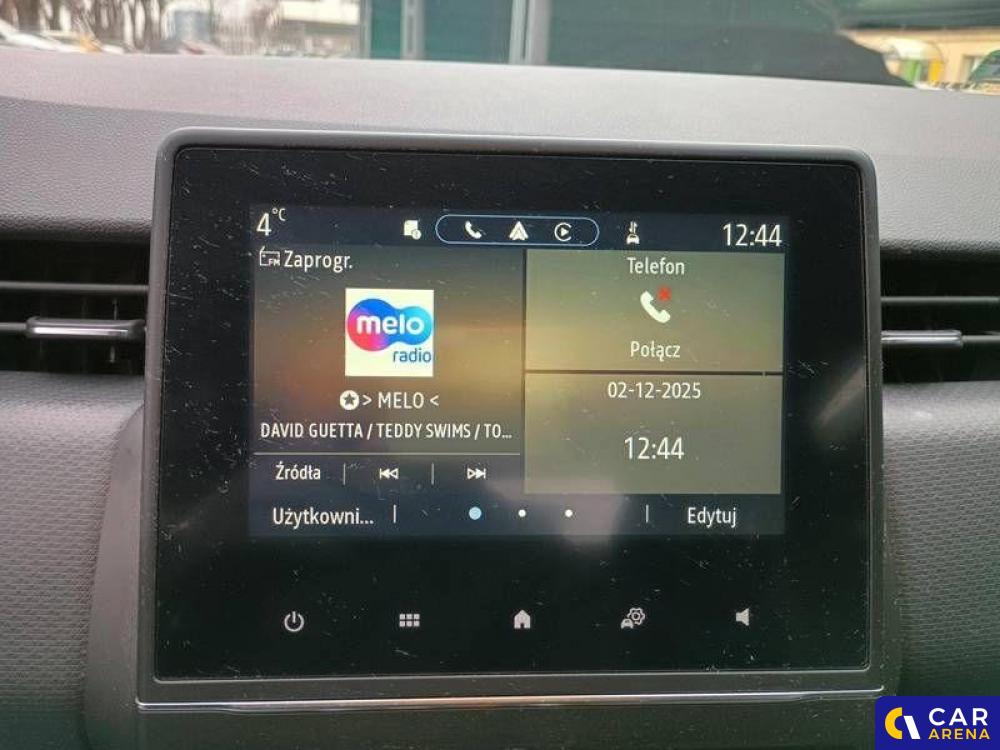 4°C
12:44
FM Zaprogr.
melo
radio
> MELO <
DAVID GUETTA / TEDDY SWIMS / TO...
Źródła
Użytkowni...
Telefon
Połącz
02-12-2025
12:44
Edytuj
CAR
ARENA